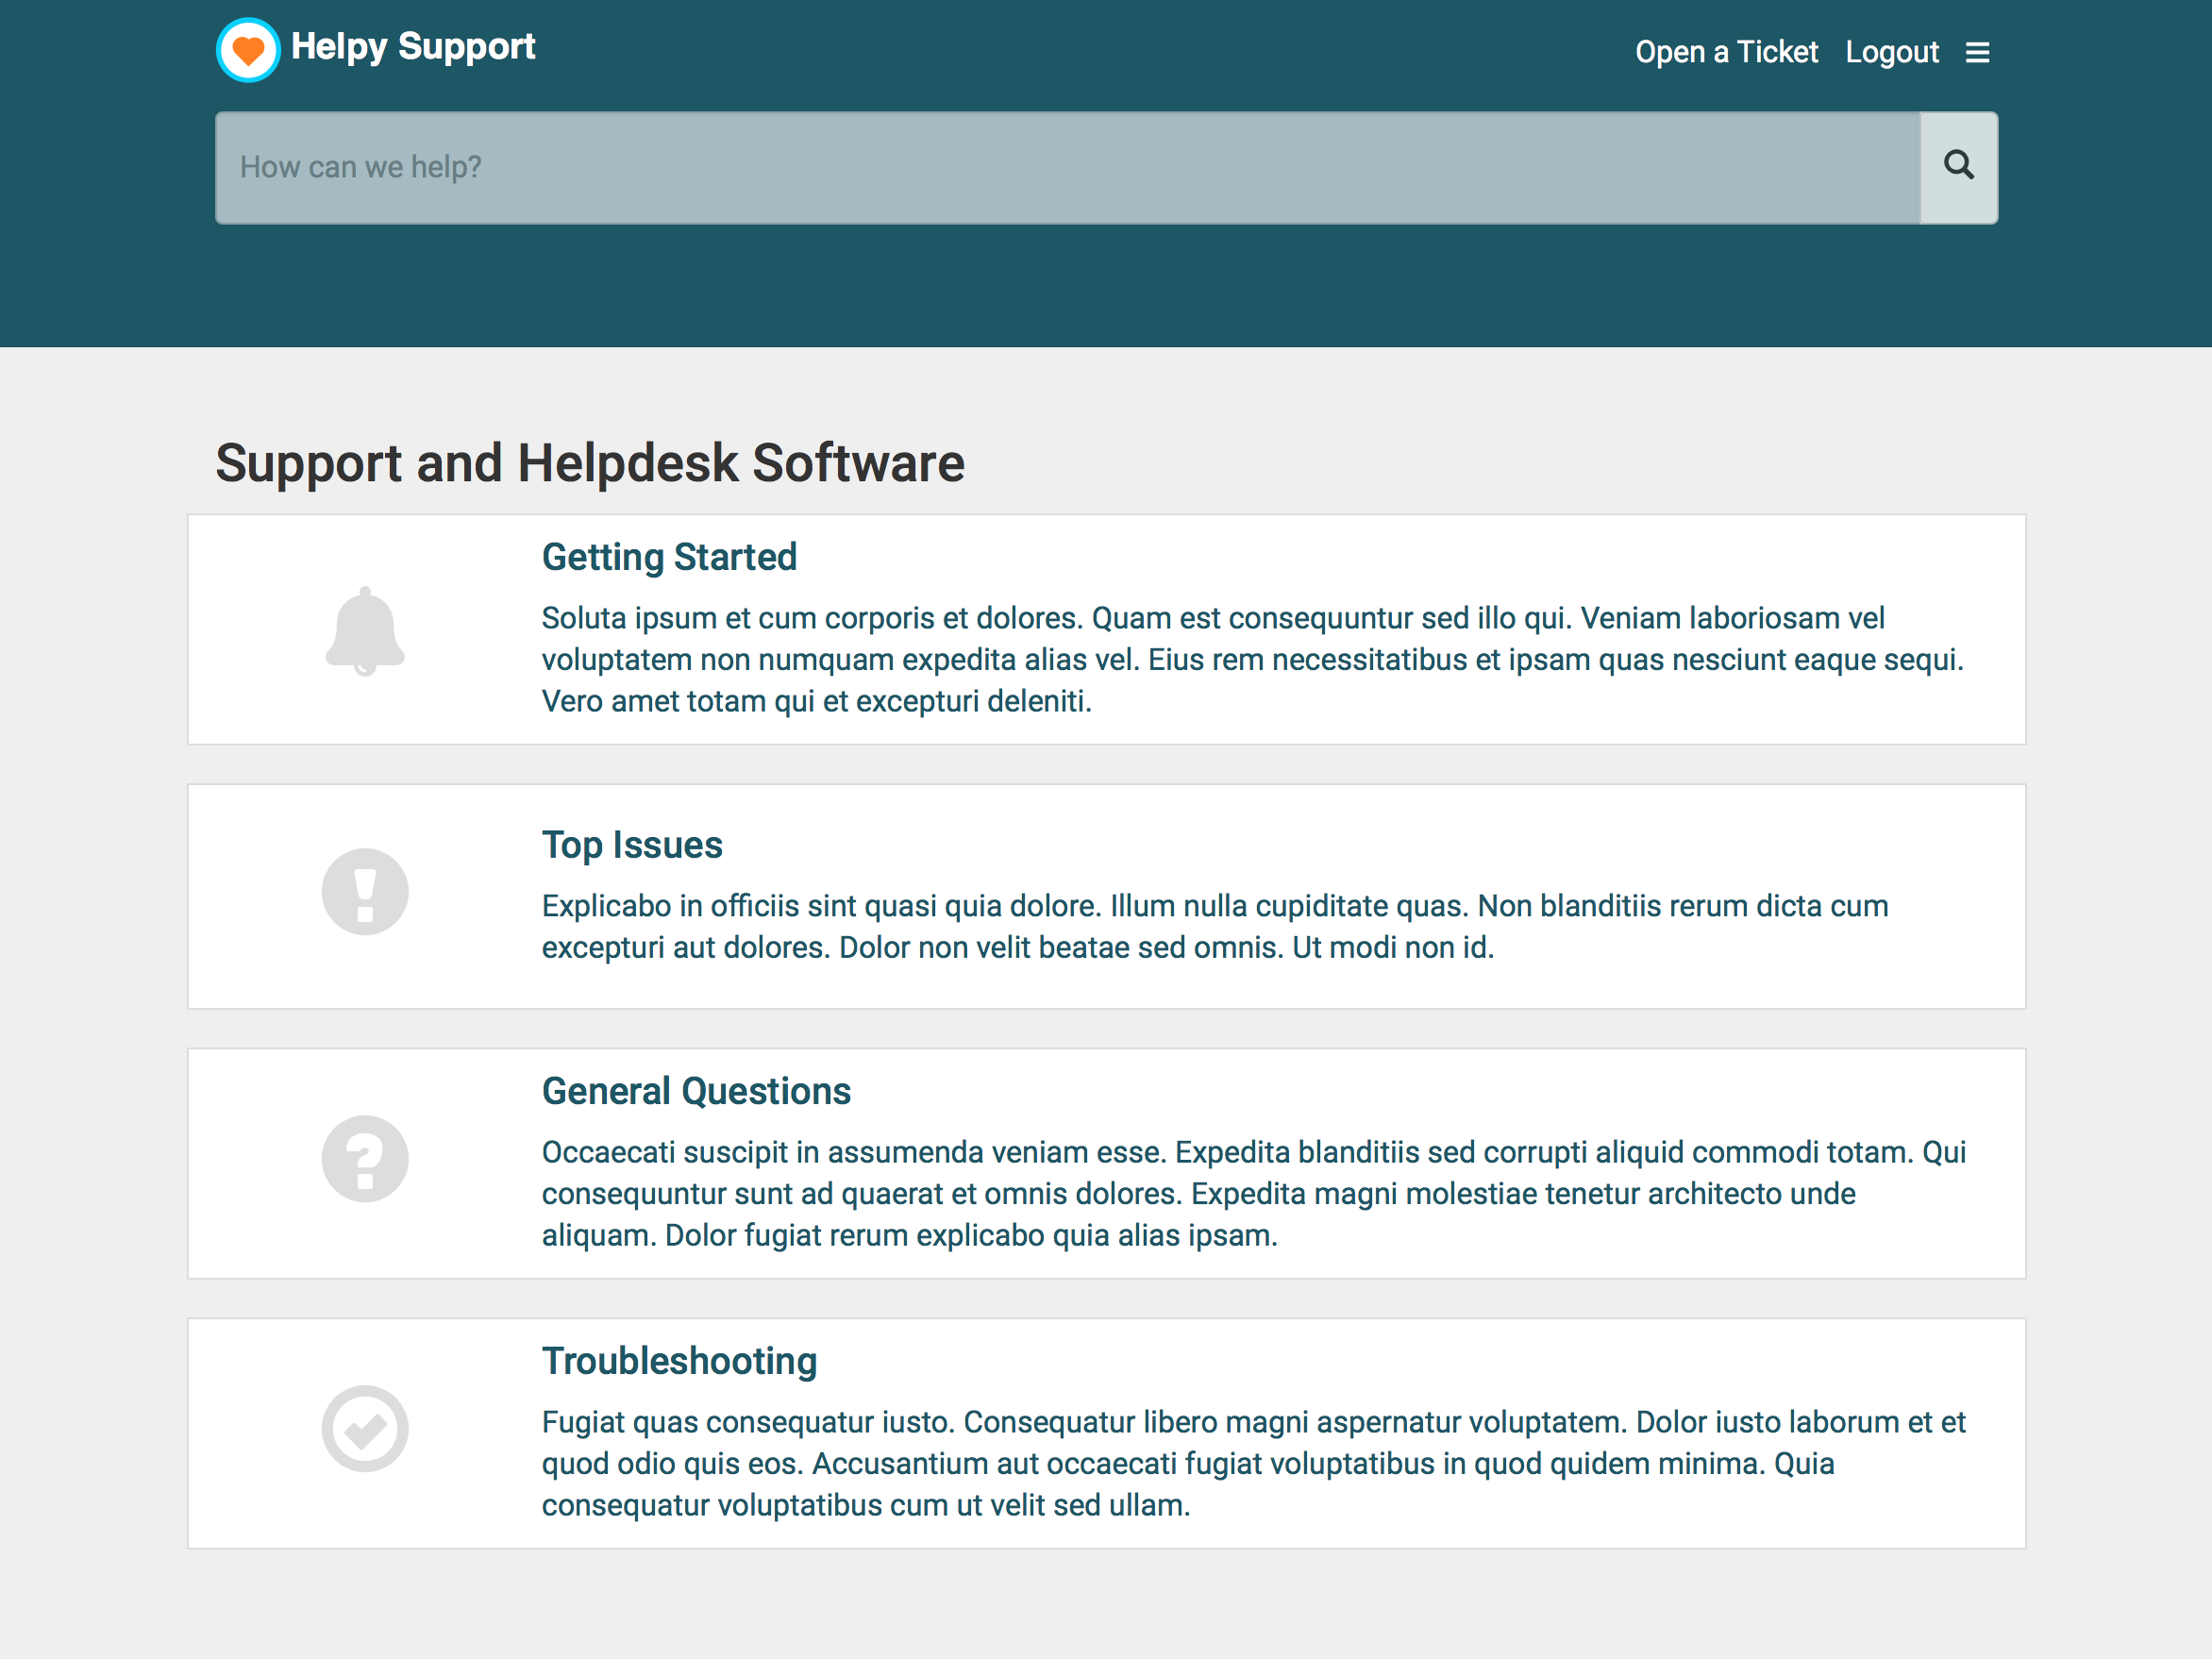 Helpy Support
Open a Ticket Logout
How can we help?
Support and Helpdesk Software
Getting Started
Soluta ipsum et cum corporis et dolores. Quam est consequuntur sed illo qui. Veniam laboriosam vel
voluptatem non numquam expedita alias vel. Eius rem necessitatibus et ipsam quas nesciunt eaque sequi.
Vero amet totam qui et excepturi deleniti.
Top Issues
Explicabo in officiis sint quasi quia dolore. Illum nulla cupiditate quas. Non blanditiis rerum dicta cum
excepturi aut dolores. Dolor non velit beatae sed omnis. Ut modi non id.
General Questions
Occaecati suscipit in assumenda veniam esse. Expedita blanditiis sed corrupti aliquid commodi totam. Qui
consequuntur sunt ad quaerat et omnis dolores. Expedita magni molestiae tenetur architecto unde
aliquam. Dolor fugiat rerum explicabo quia alias ipsam.
Troubleshooting
Fugiat quas consequatur iusto. Consequatur libero magni aspernatur voluptatem. Dolor iusto laborum et et
quod odio quis eos. Accusantium aut occaecati fugiat voluptatibus in quod quidem minima. Quia
consequatur voluptatibus cum ut velit sed ullam.